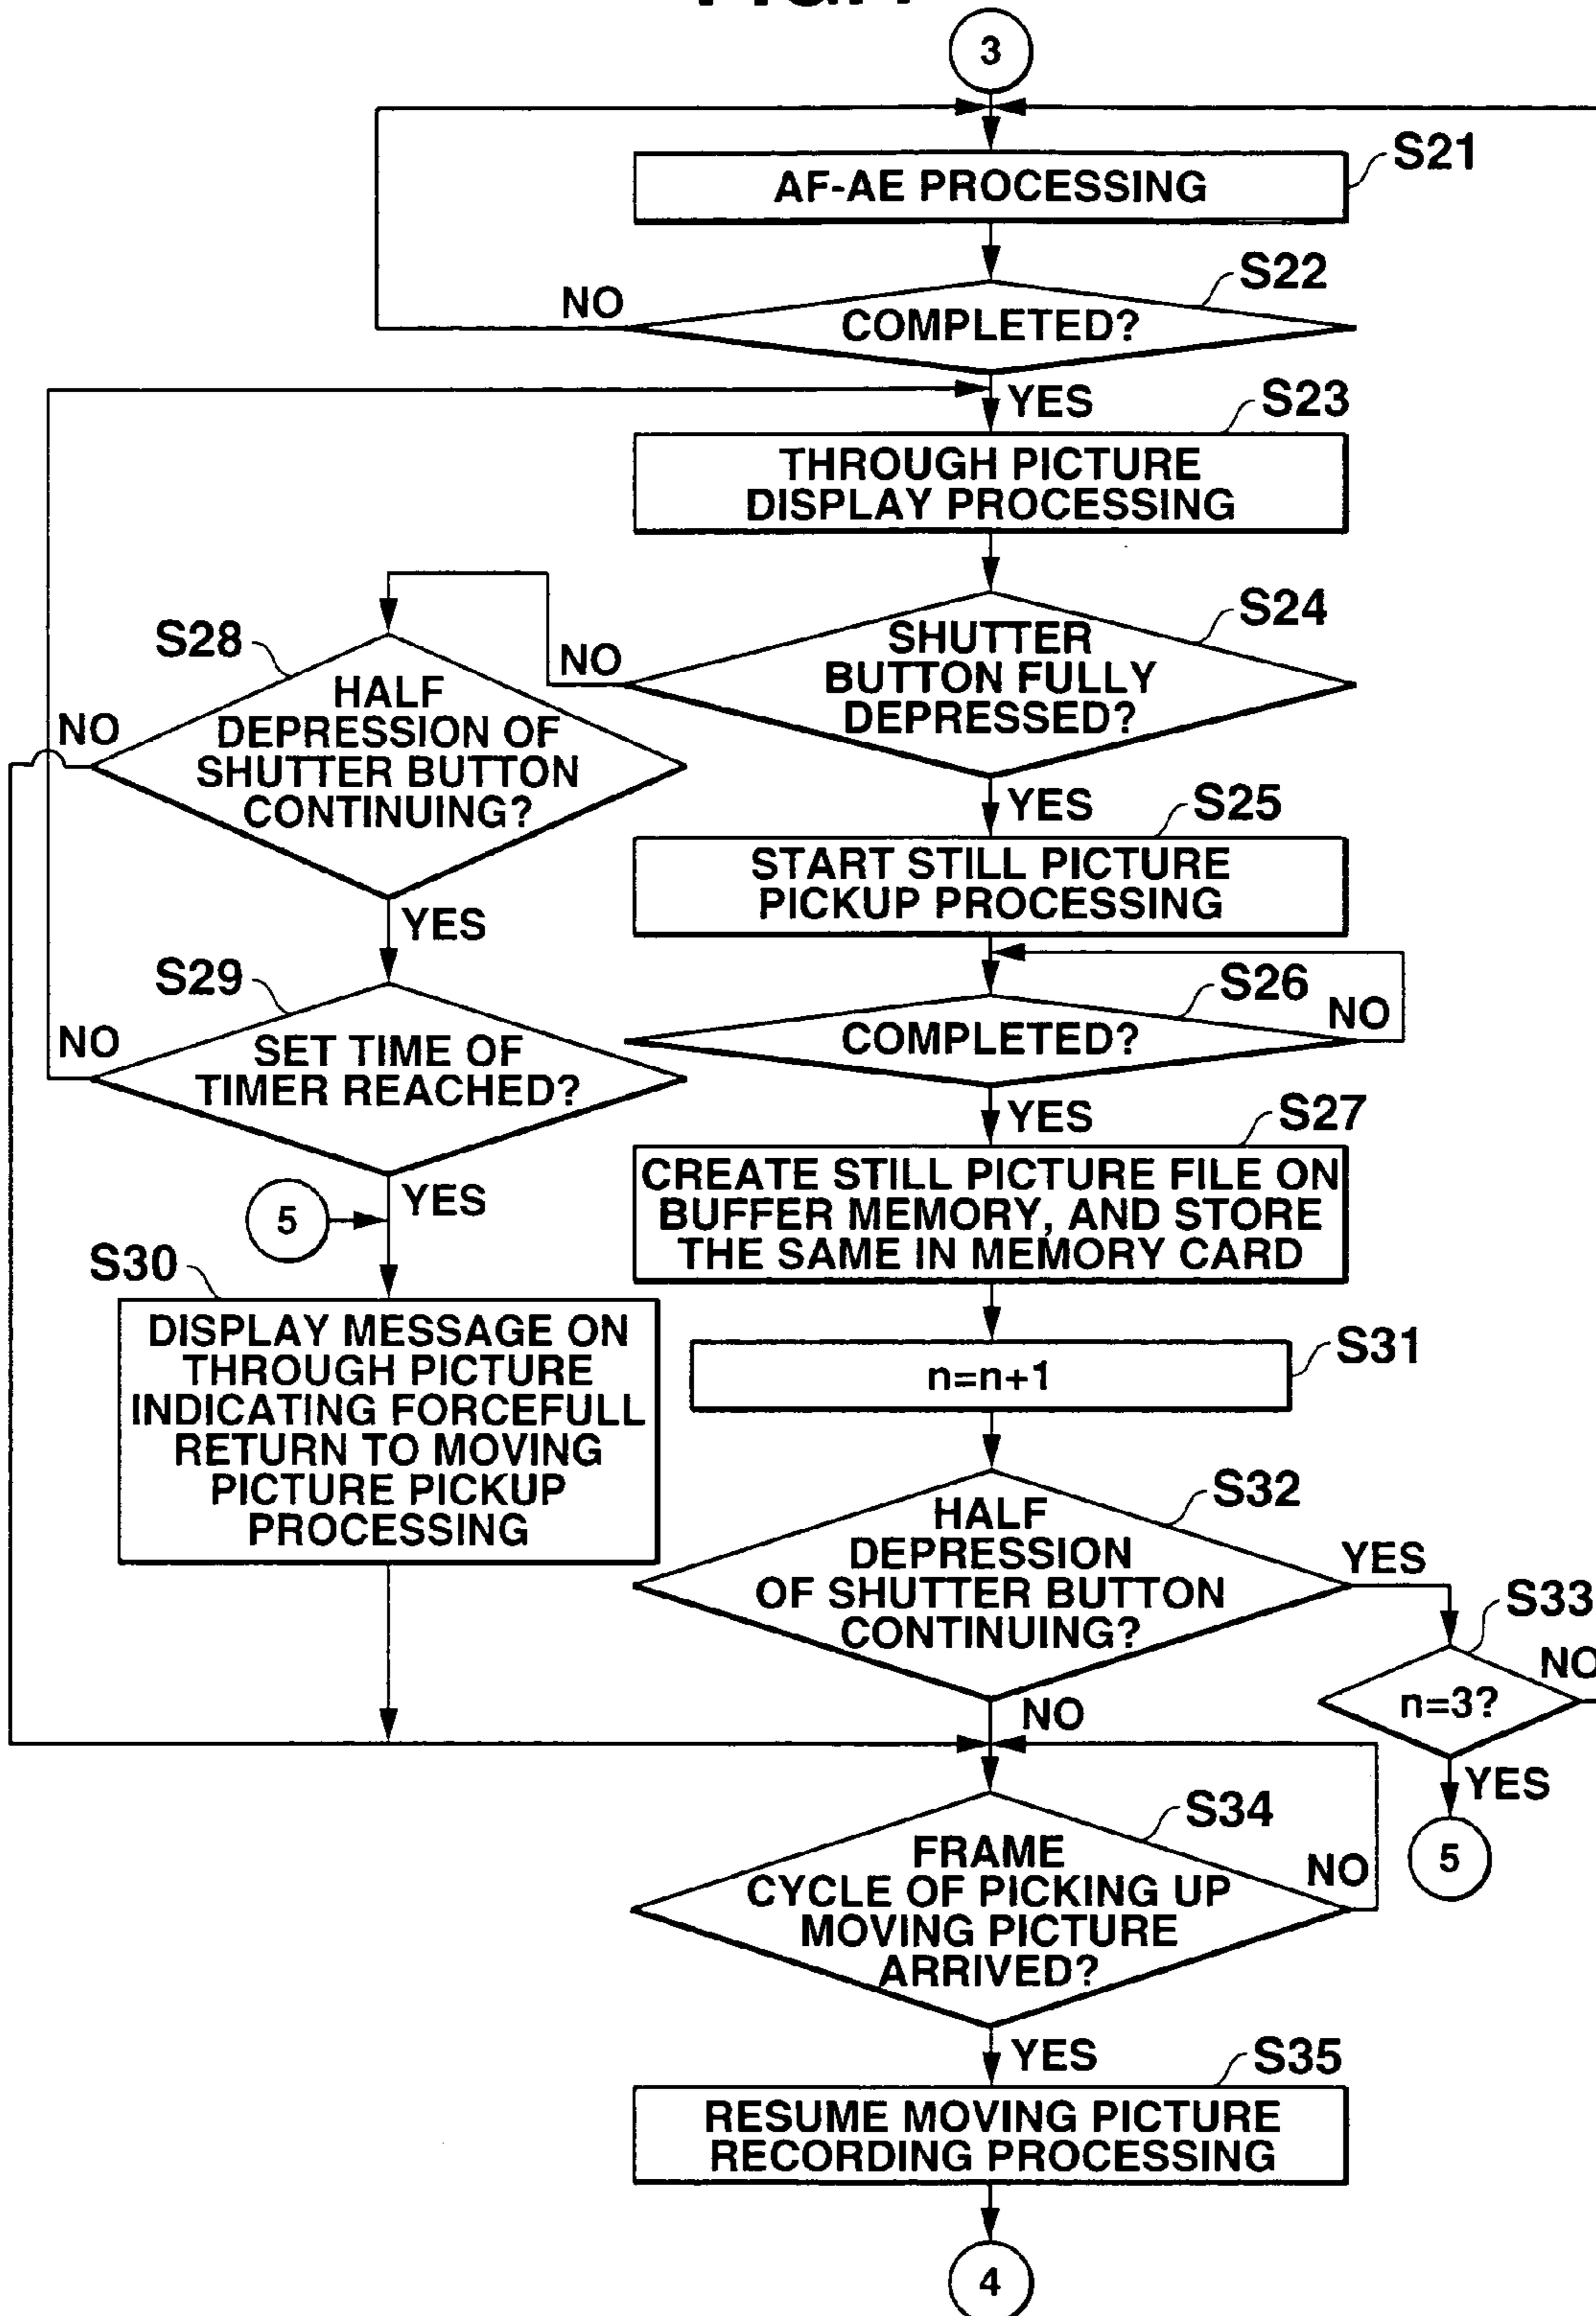 3
S21
AF-AE PROCESSING
S22
NO
COMPLETED?
YES
S23
THROUGH PICTURE
DISPLAY PROCESSING
S24
SHUTTER
BUTTON FULLY
DEPRESSED?
NO
S28
HALF
DEPRESSION OF
SHUTTER BUTTON
CONTINUING?
NO
YES
S25
START STILL PICTURE
PICKUP PROCESSING
YES
S29
SET TIME OF
TIMER REACHED?
NO
S26
COMPLETED?
NO
YES
S27
CREATE STILL PICTURE FILE ON
BUFFER MEMORY, AND STORE
THE SAME IN MEMORY CARD
YES
5
S30
DISPLAY MESSAGE ON
THROUGH PICTURE
INDICATING FORCEFULL
RETURN TO MOVING
PICTURE PICKUP
PROCESSING
S31
n=n+1
S32
HALF
DEPRESSION
OF SHUTTER BUTTON
CONTINUING?
YES
S33
n=3?
NO
YES
5
NO
S34
FRAME
CYCLE OF PICKING UP
MOVING PICTURE
ARRIVED?
NO
YES
S35
RESUME MOVING PICTURE
RECORDING PROCESSING
4